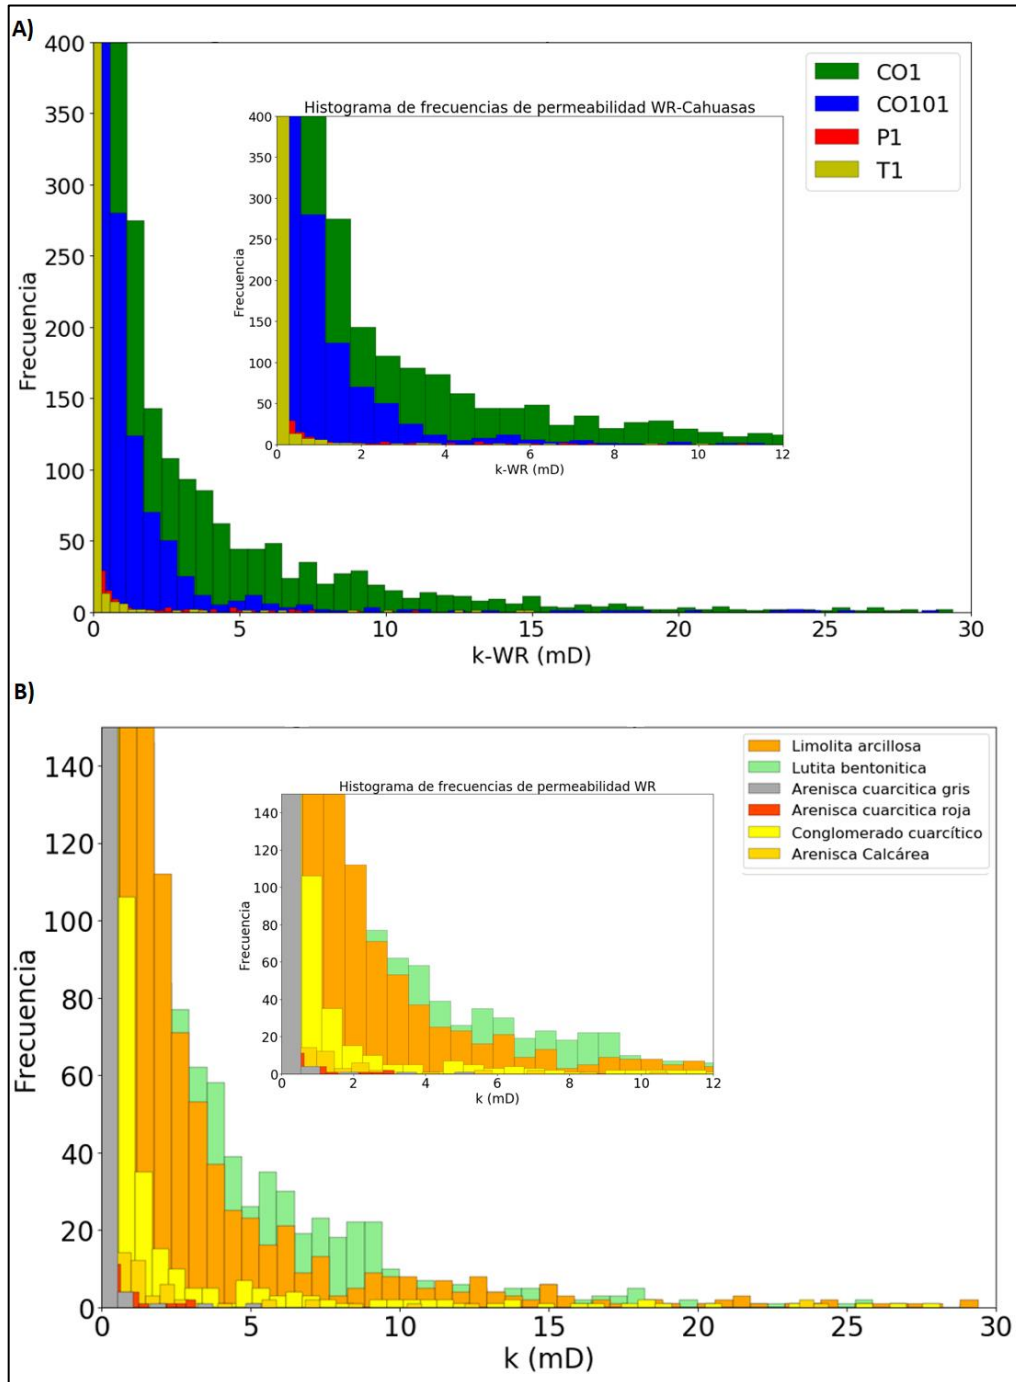 A)
400
350
300
250
200
150
100
50
0
Frecuencia
0 5 10 15 20 25 30
k-WR (mD)
CO1
CO101
P1
T1
Histograma de frecuencias de permeabilidad WR-Cahuasas
400
350
300
250
200
150
100
50
0
Frecuencia
0 2 4 6 8 10 12
k-WR (mD)
B)
140
120
100
80
60
40
20
0
Frecuencia
0 5 10 15 20 25 30
k (mD)
Limolita arcillosa
Lutita bentonitica
Arenisca cuarcitica gris
Arenisca cuarcitica roja
Conglomerado cuarcítico
Arenisca Calcárea
Histograma de frecuencias de permeabilidad WR
140
120
100
80
60
40
20
0
Frecuencia
0 2 4 6 8 10 12
k (mD)